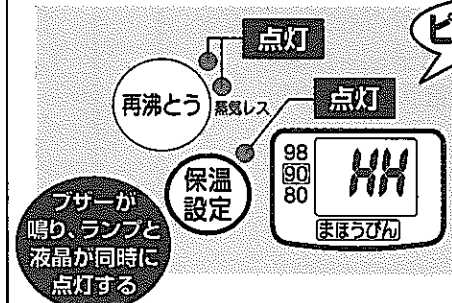 点灯
ピ
再沸とう
蒸気レス
点灯
保温
設定
98
90
80
HH
まほうびん
ブザーが
鳴り、ランプと
液晶が同時に
点灯する